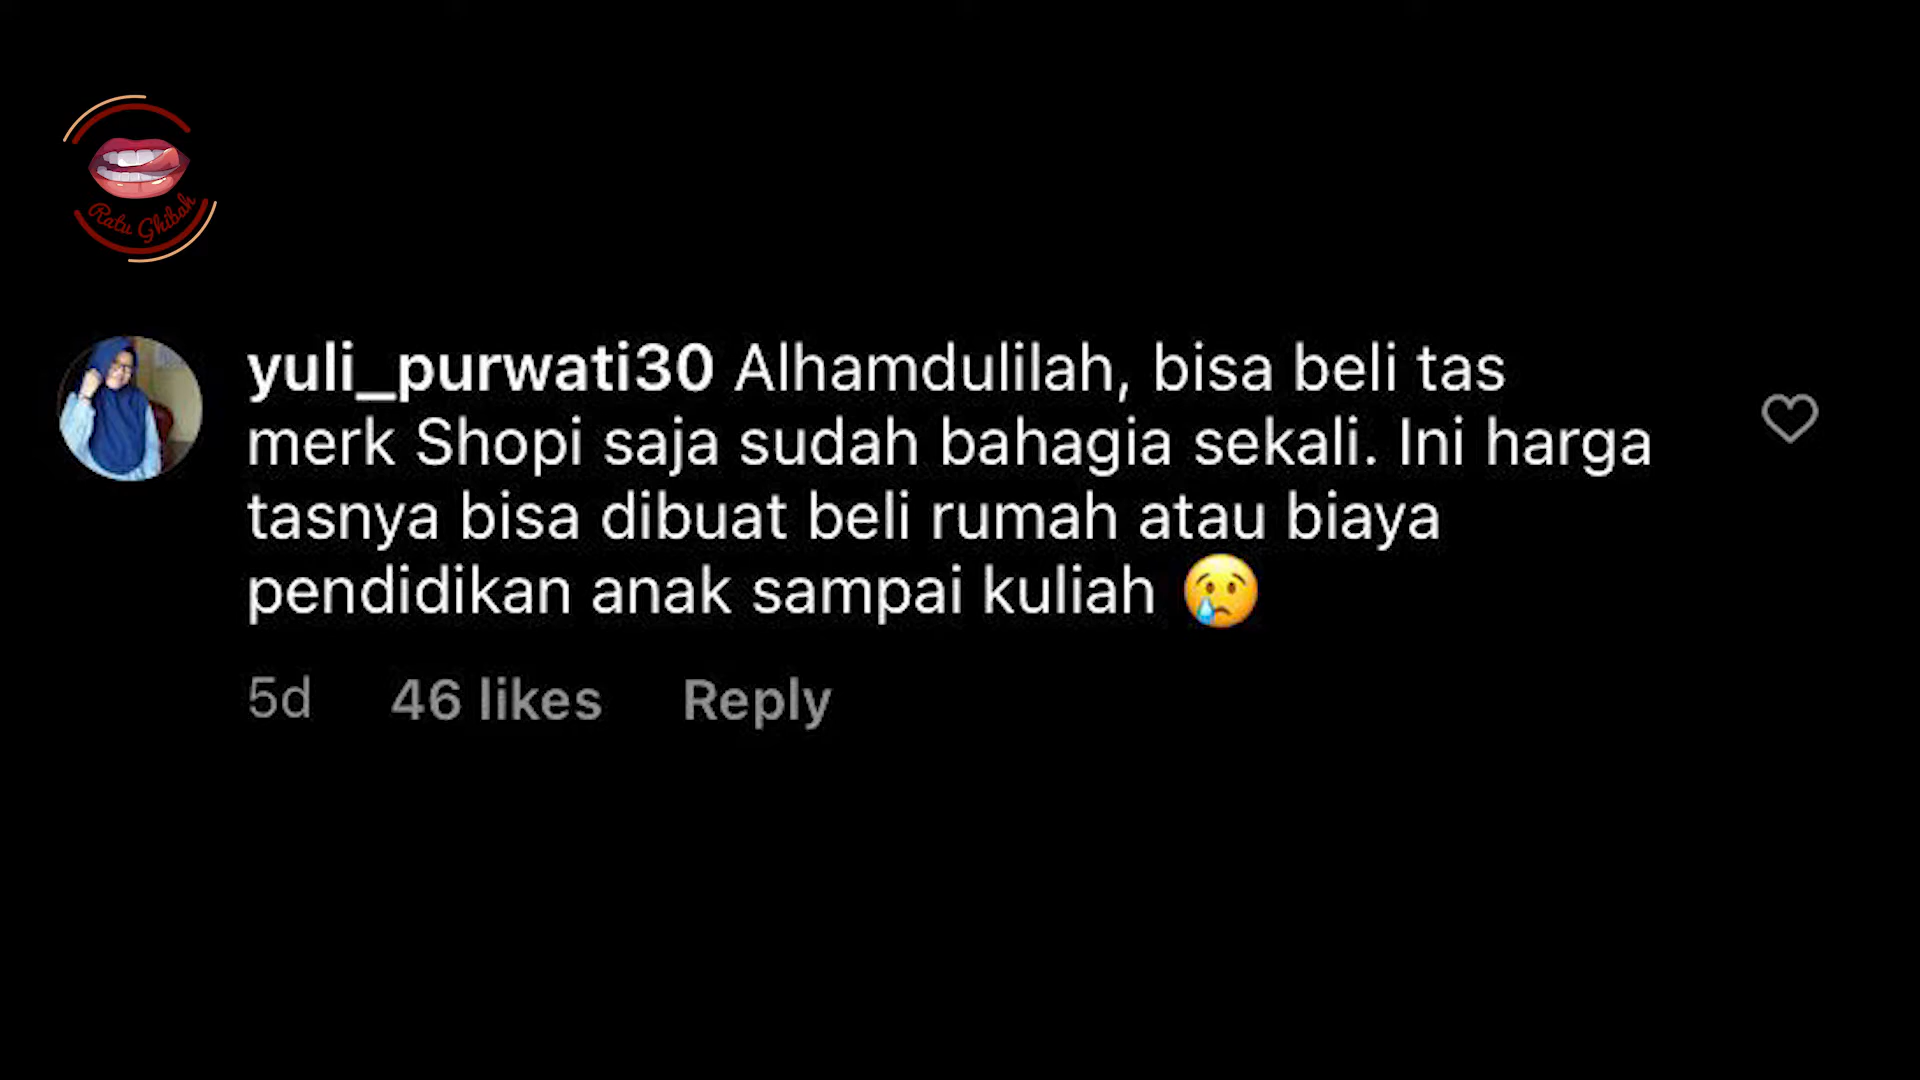 Ratu Ghibah
yuli_purwati30 Alhamdulilah, bisa beli tas
merk Shopi saja sudah bahagia sekali. Ini harga
tasnya bisa dibuat beli rumah atau biaya
pendidikan anak sampai kuliah 😢
5d 46 likes Reply